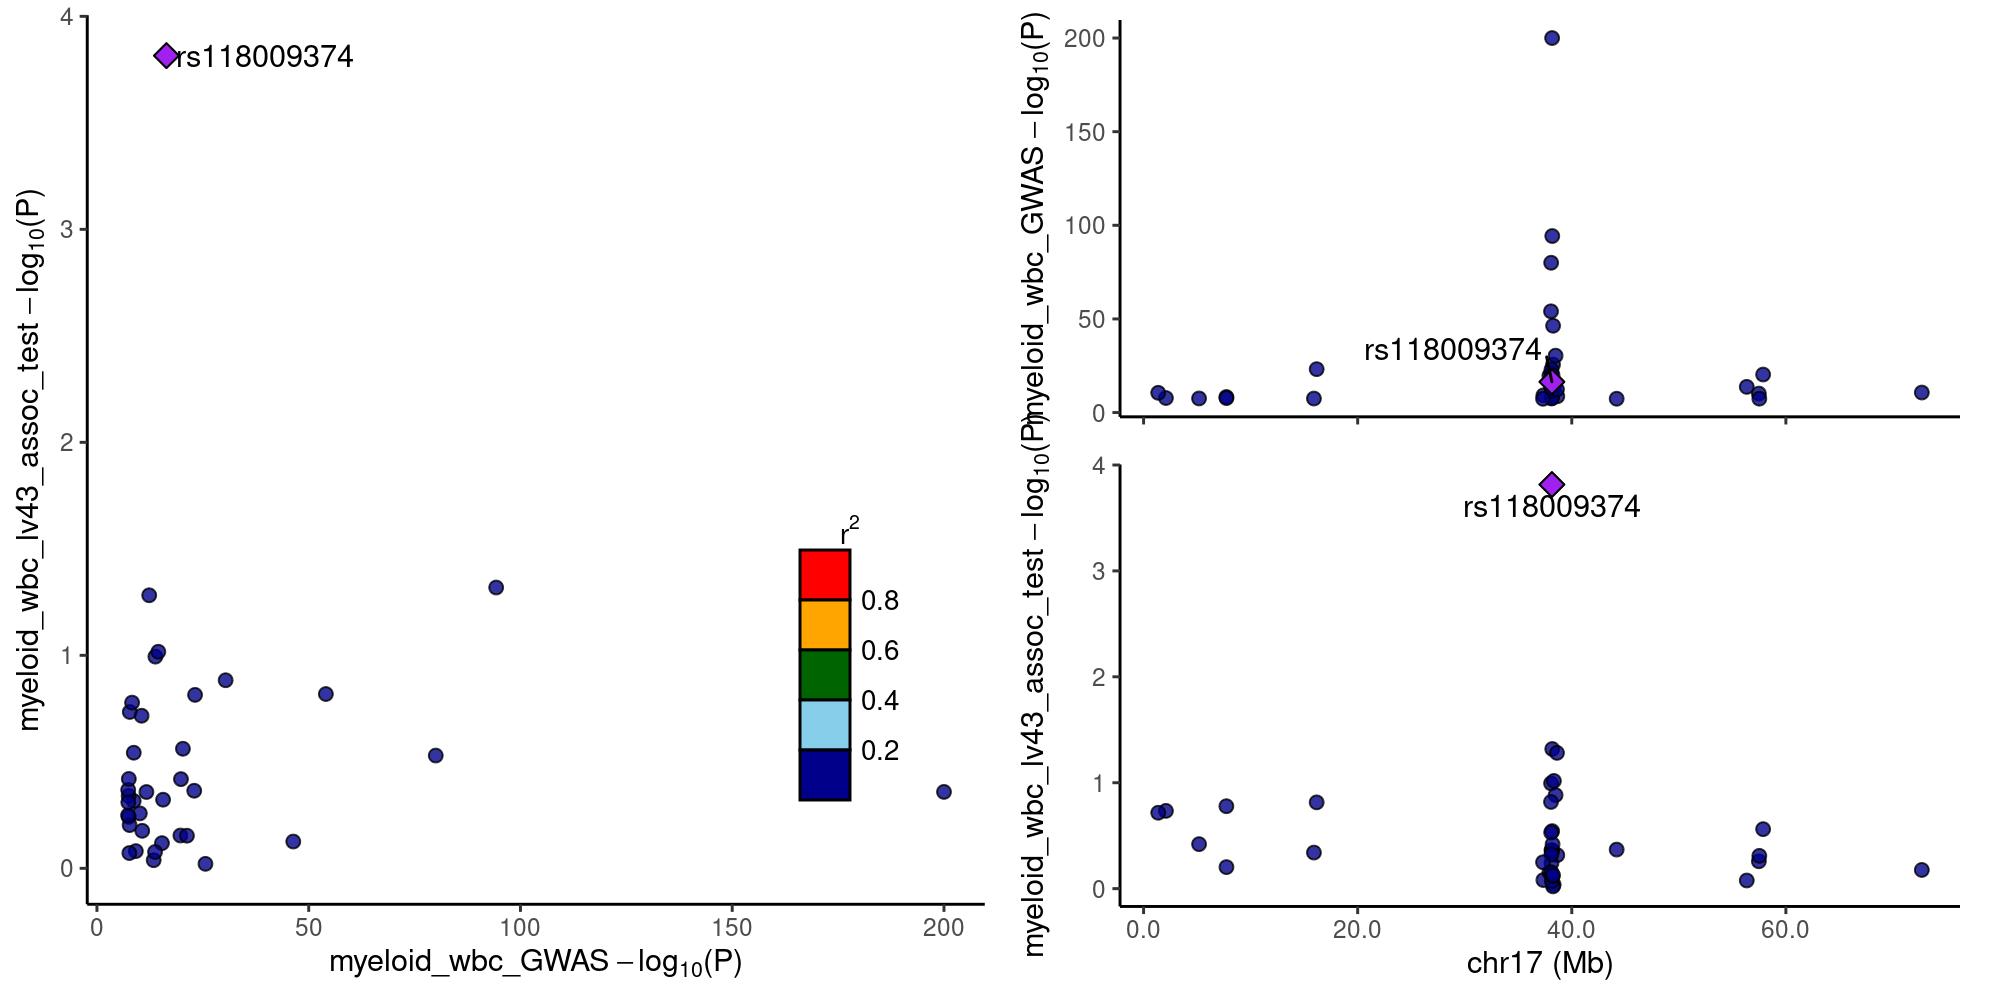 4
3
2
1
0
myeloid_wbc_lv43_assoc_test −log10(P)
rs118009374
r2
0.8
0.6
0.4
0.2
0 50 100 150 200
myeloid_wbc_GWAS −log10(P)
200
150
100
50
0
myeloid_wbc_GWAS −log10(P)
rs118009374
4
3
2
1
0
myeloid_wbc_lv43_assoc_test −log10(P)
rs118009374
0.0 20.0 40.0 60.0
chr17 (Mb)